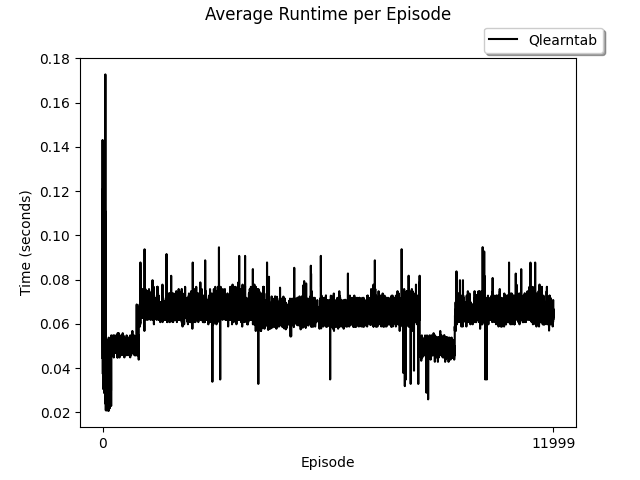 Average Runtime per Episode
Qlearntab
0.18
0.16
0.14
0.12
0.10
0.08
0.06
0.04
0.02
Time (seconds)
0 11999
Episode